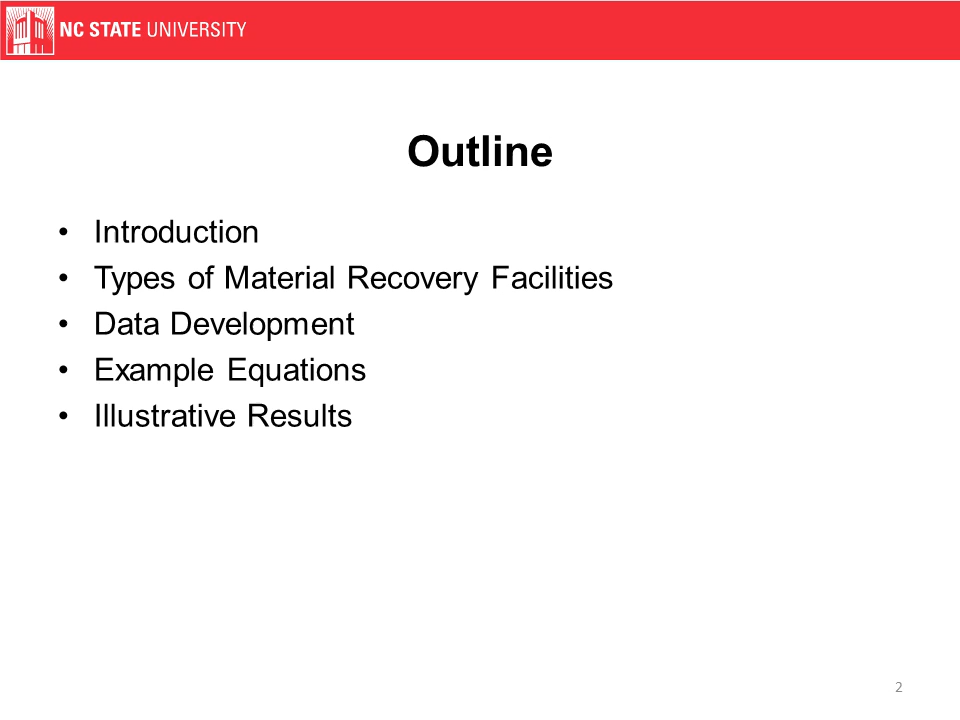 NC STATE UNIVERSITY
Outline
• Introduction
• Types of Material Recovery Facilities
• Data Development
• Example Equations
• Illustrative Results
2